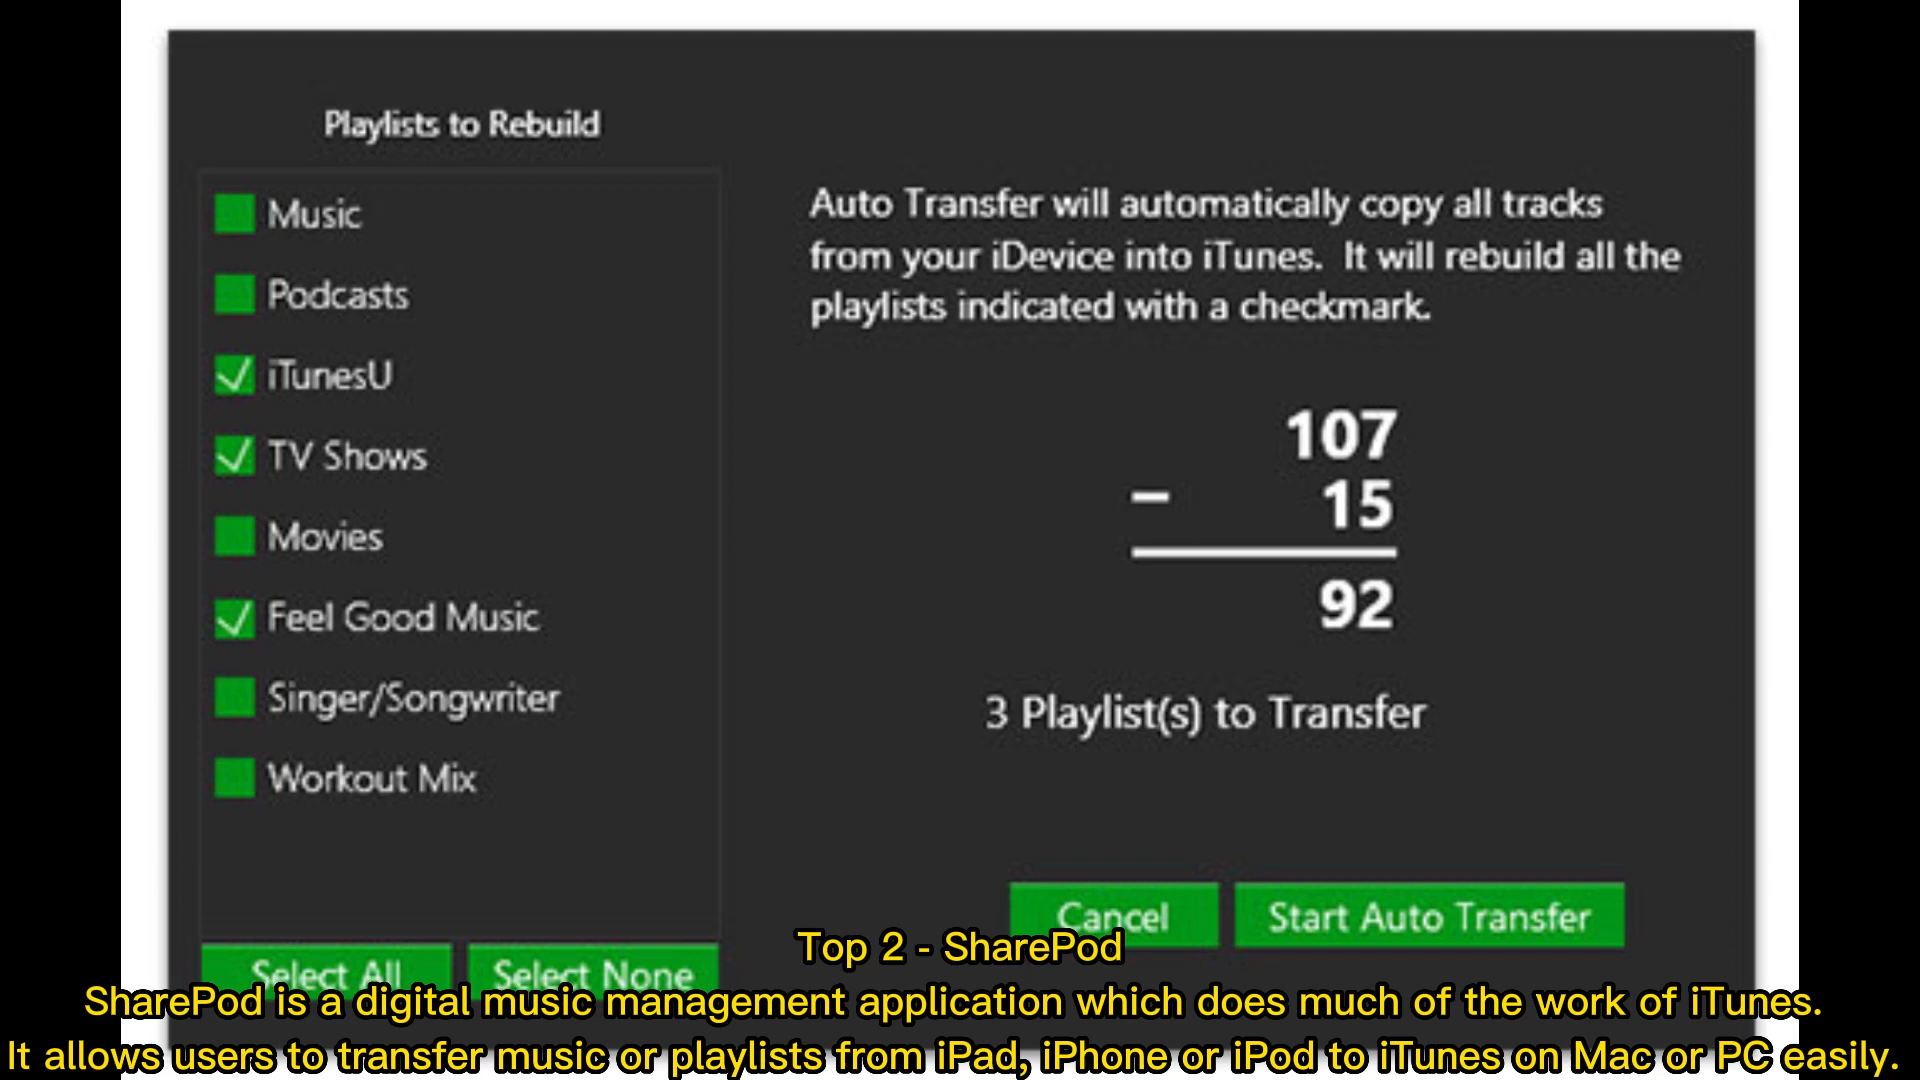 Playlists to Rebuild
Music
Podcasts
iTunesU
TV Shows
Movies
Feel Good Music
Singer/Songwriter
Workout Mix
Select All
Select None
Auto Transfer will automatically copy all tracks
from your iDevice into iTunes. It will rebuild all the
playlists indicated with a checkmark.
107
− 15
92
3 Playlist(s) to Transfer
Cancel
Start Auto Transfer
Top 2 - SharePod
SharePod is a digital music management application which does much of the work of iTunes.
It allows users to transfer music or playlists from iPad, iPhone or iPod to iTunes on Mac or PC easily.